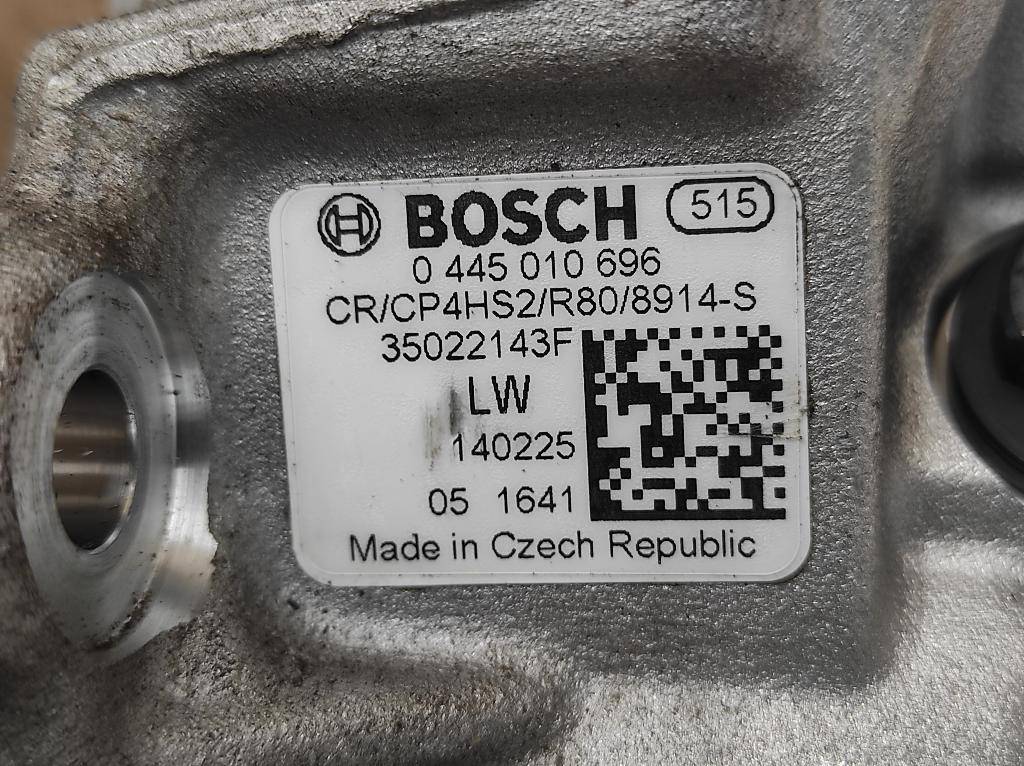 BOSCH 515
0 445 010 696
CR/CP4HS2/R80/8914-S
35022143F
LW
140225
05 1641
Made in Czech Republic